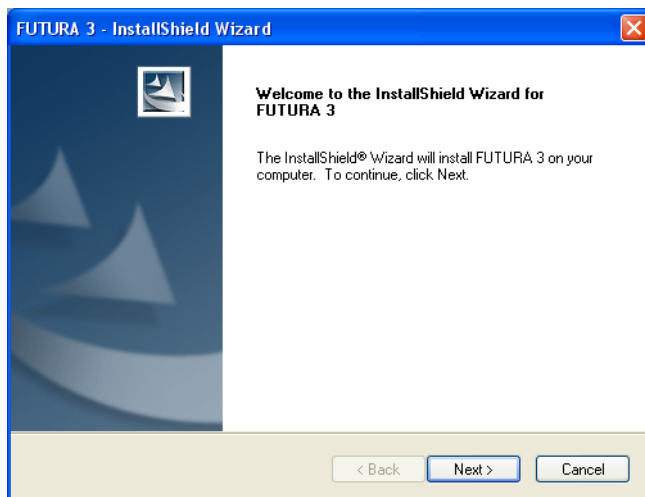 FUTURA 3 - InstallShield Wizard
Welcome to the InstallShield Wizard for
FUTURA 3
The InstallShield® Wizard will install FUTURA 3 on your
computer. To continue, click Next.
< Back Next > Cancel